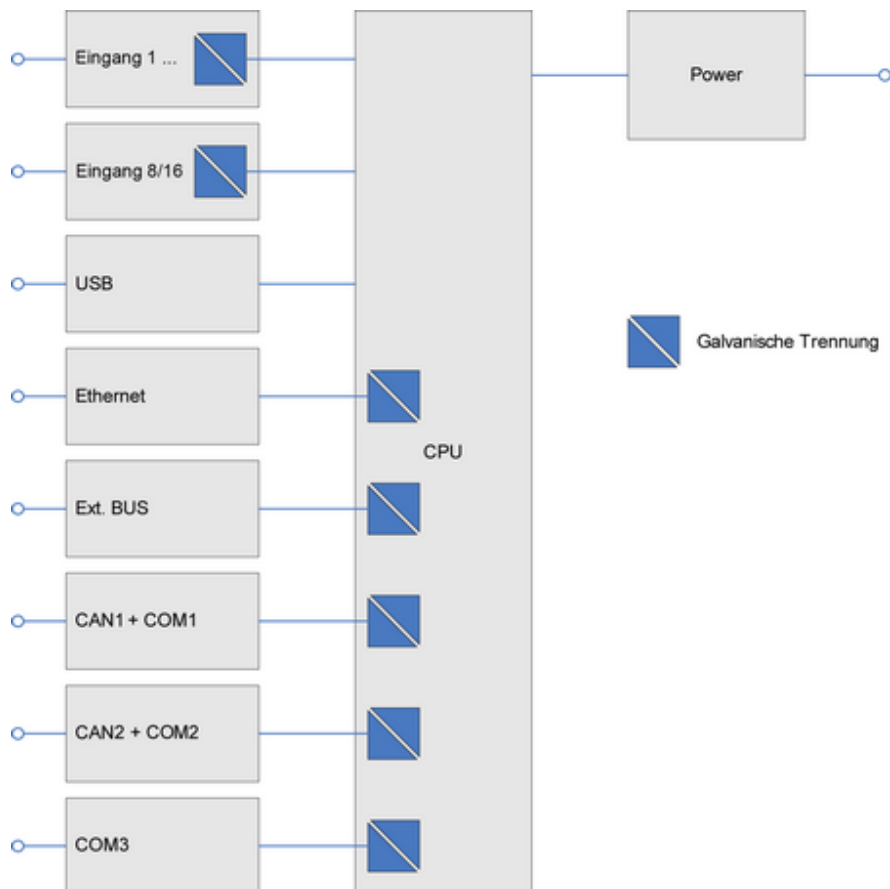 Eingang 1 ...
Power
Eingang 8/16
USB
Galvanische Trennung
Ethernet
CPU
Ext. BUS
CAN1 + COM1
CAN2 + COM2
COM3